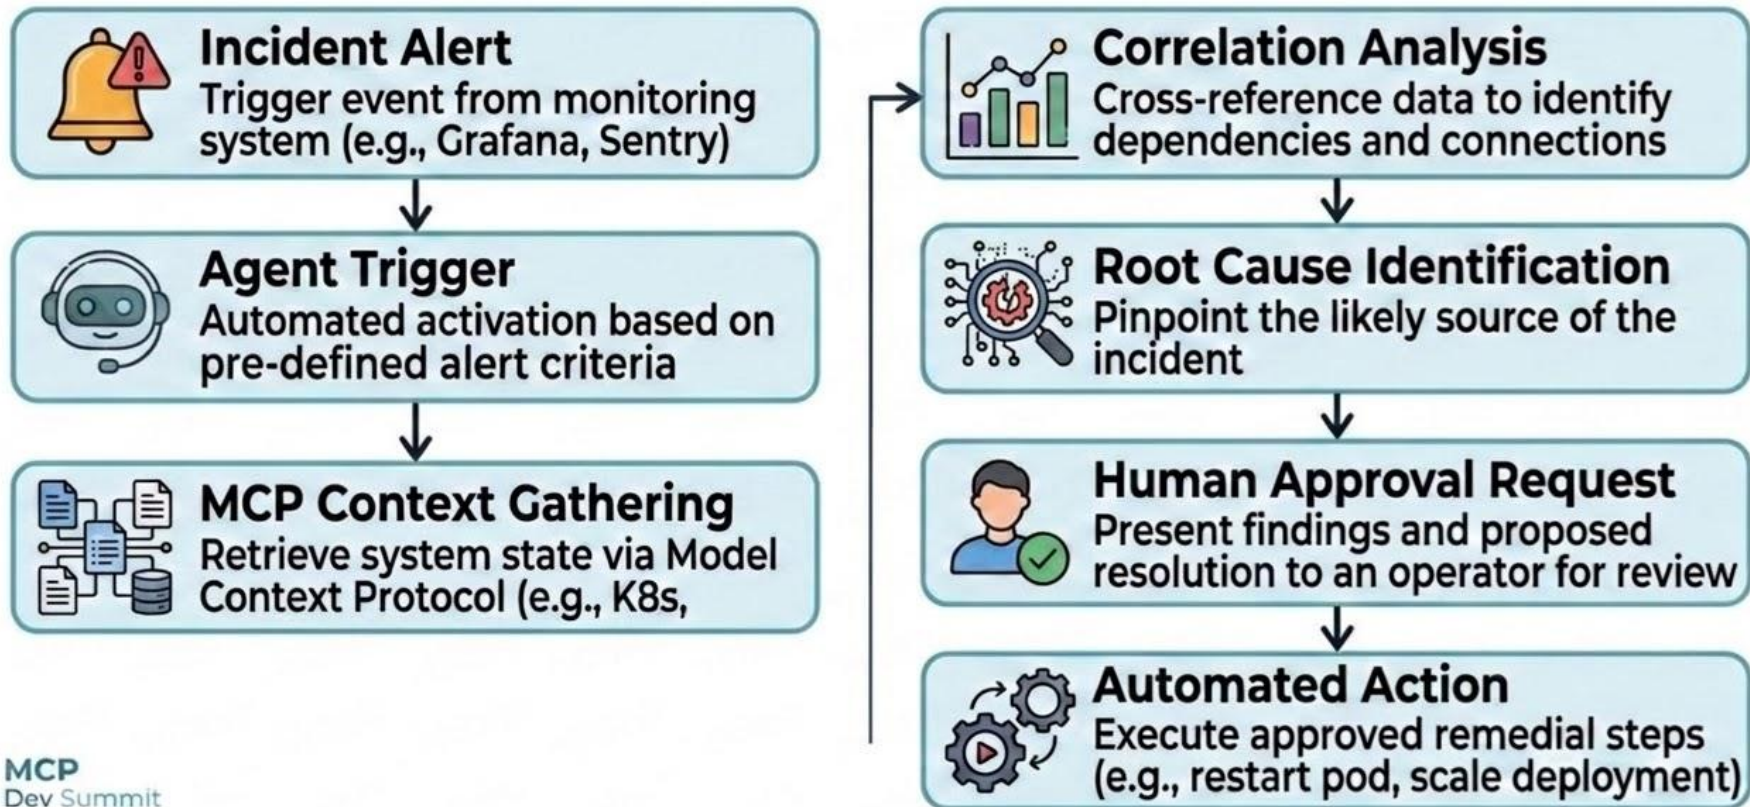 Incident Alert
Trigger event from monitoring
system (e.g., Grafana, Sentry)
Agent Trigger
Automated activation based on
pre-defined alert criteria
MCP Context Gathering
Retrieve system state via Model
Context Protocol (e.g., K8s,
Correlation Analysis
Cross-reference data to identify
dependencies and connections
Root Cause Identification
Pinpoint the likely source of the
incident
Human Approval Request
Present findings and proposed
resolution to an operator for review
Automated Action
Execute approved remedial steps
(e.g., restart pod, scale deployment)
MCP
Dev Summit